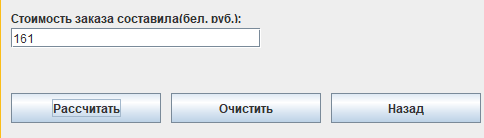 Стоимость заказа составила(бел. руб.):
161
Рассчитать Очистить Назад